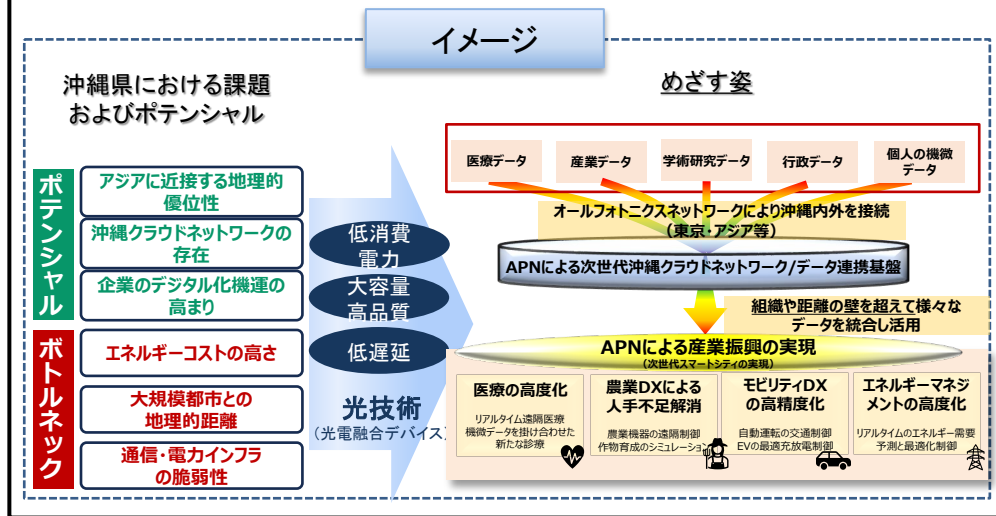 イメージ
沖縄県における課題
およびポテンシャル
ポテンシャル
アジアに近接する地理的
優位性
沖縄クラウドネットワークの
存在
企業のデジタル化機運の
高まり
ボトルネック
エネルギーコストの高さ
大規模都市との
地理的距離
通信・電力インフラ
の脆弱性
低消費
電力
大容量
高品質
低遅延
光技術
(光電融合デバイス)
めざす姿
医療データ
産業データ
学術研究データ
行政データ
個人の機微
データ
オールフォトニクスネットワークにより沖縄内外を接続
(東京・アジア等)
APNによる次世代沖縄クラウドネットワーク/データ連携基盤
組織や距離の壁を超えて様々な
データを統合し活用
APNによる産業振興の実現
(次世代スマートシティの実現)
医療の高度化
リアルタイム遠隔医療
機微データを掛け合わせた
新たな診療
農業DXによる
人手不足解消
農業機器の遠隔制御
作物育成のシミュレーション
モビリティDX
の高精度化
自動運転の交通制御
EVの最適充放電制御
エネルギーマネジ
メントの高度化
リアルタイムのエネルギー需要
予測と最適化制御